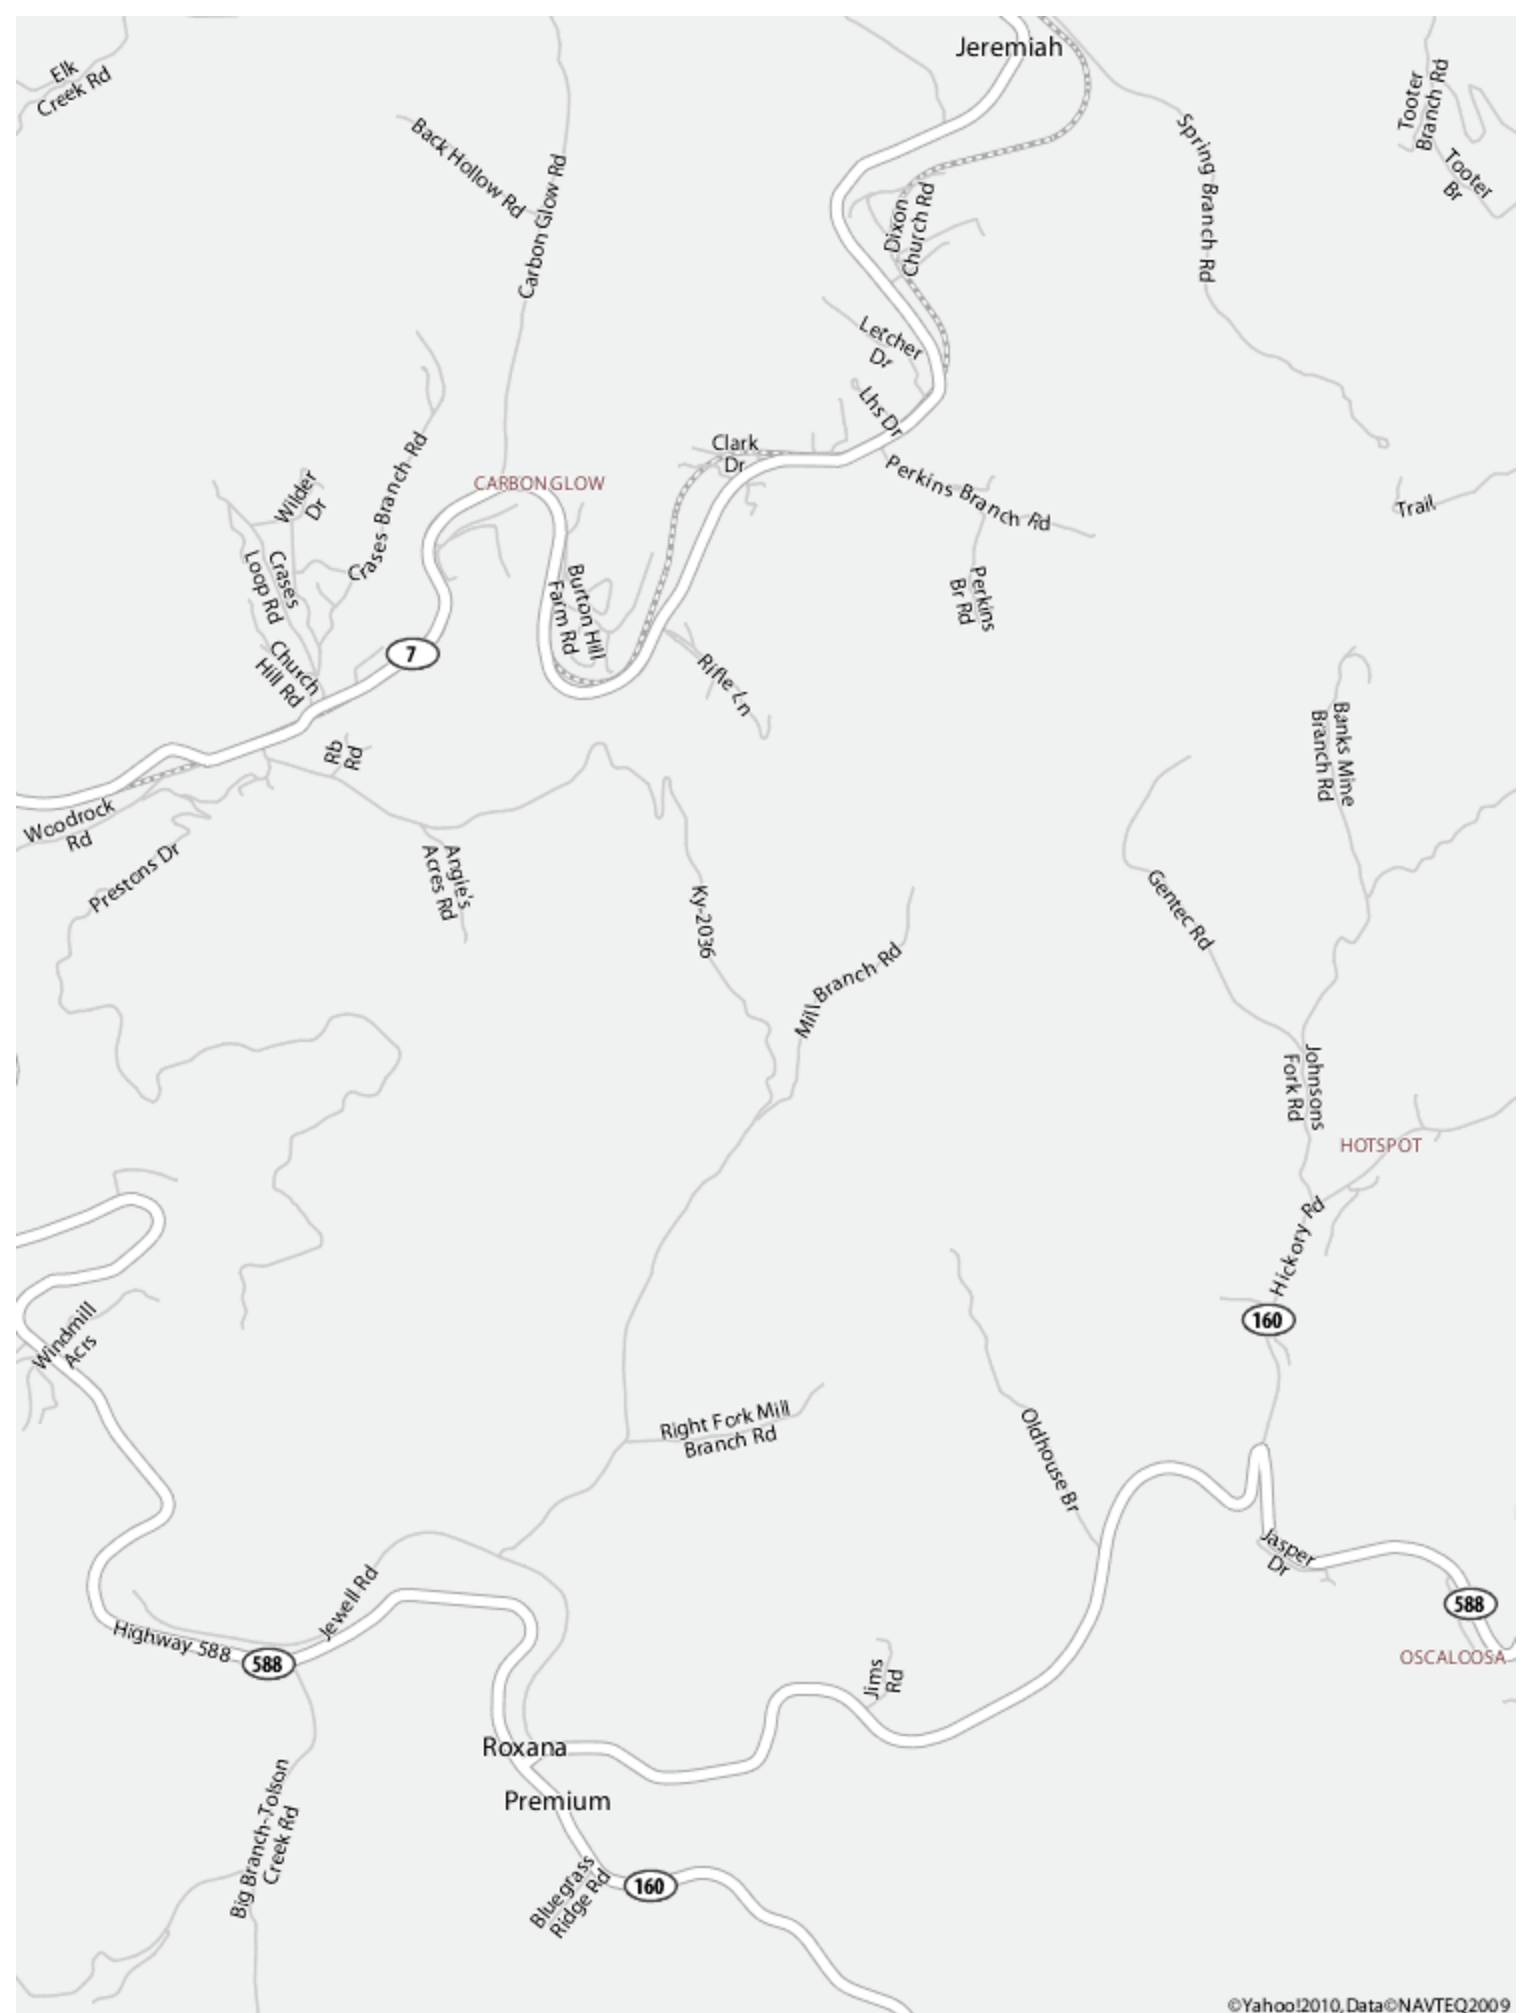 Jeremiah
Elk
Creek Rd
Tooter
Branch Rd
Tooter
Br
Back Hollow Rd
Carbon Glow Rd
Spring Branch Rd
Dixon
Church Rd
Letcher
Dr
Lhs Dr
Clark
Dr
CARBON GLOW
Perkins Branch Rd
Trail
Wilder
Dr
Crases Branch Rd
Crases
Loop Rd
Burton Hill
Farm Rd
Perkins
Br Rd
7
Church
Hill Rd
Rifle Ln
Rb
Rd
Banks Mine
Branch Rd
Woodrock
Rd
Prestons Dr
Angie's
Acres Rd
Ky-2036
Gentec Rd
Mill Branch Rd
Johnsons
Fork Rd
HOTSPOT
Hickory Rd
160
Windmill
Acrs
Right Fork Mill
Branch Rd
Oldhouse Br
Jasper
Dr
Jewell Rd
588
Highway 588
588
OSCALOOSA
Jims
Rd
Roxana
Premium
Big Branch-Tolson
Creek Rd
Bluegrass
Ridge Rd
160
©Yahoo!2010, Data©NAVTEQ2009